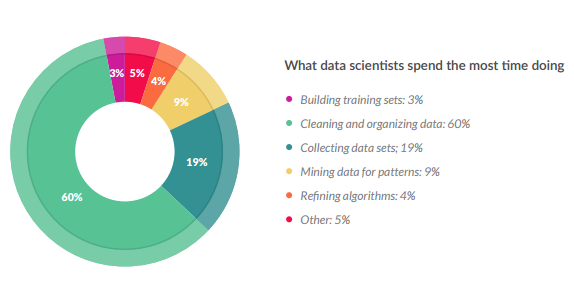 What data scientists spend the most time doing
Building training sets: 3%
Cleaning and organizing data: 60%
Collecting data sets; 19%
Mining data for patterns: 9%
Refining algorithms: 4%
Other: 5%
3%
5%
4%
9%
19%
60%